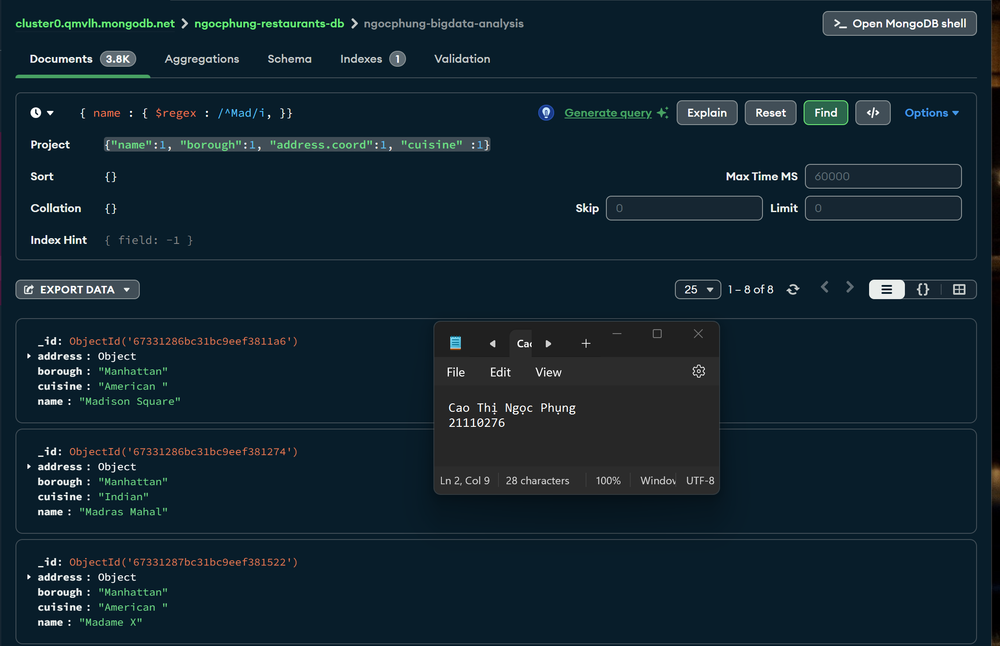 cluster0.qmvlh.mongodb.net > ngocphung-restaurants-db > ngocphung-bigdata-analysis
>_ Open MongoDB shell
Documents 3.8K Aggregations Schema Indexes 1 Validation
{ name : { $regex : /^Mad/i, }}
Generate query Explain Reset Find </> Options
Project {"name":1, "borough":1, "address.coord":1, "cuisine" :1}
Sort {} Max Time MS 60000
Collation {} Skip 0 Limit 0
Index Hint { field: -1 }
EXPORT DATA 25 1 – 8 of 8 {}
_id: ObjectId('67331286bc31bc9eef3811a6')
address : Object
borough : "Manhattan"
cuisine : "American "
name : "Madison Square"
_id: ObjectId('67331286bc31bc9eef381274')
address : Object
borough : "Manhattan"
cuisine : "Indian"
name : "Madras Mahal"
_id: ObjectId('67331287bc31bc9eef381522')
address : Object
borough : "Manhattan"
cuisine : "American "
name : "Madame X"
Cao
File Edit View
Cao Thị Ngọc Phụng
21110276
Ln 2, Col 9 28 characters 100% Window UTF-8